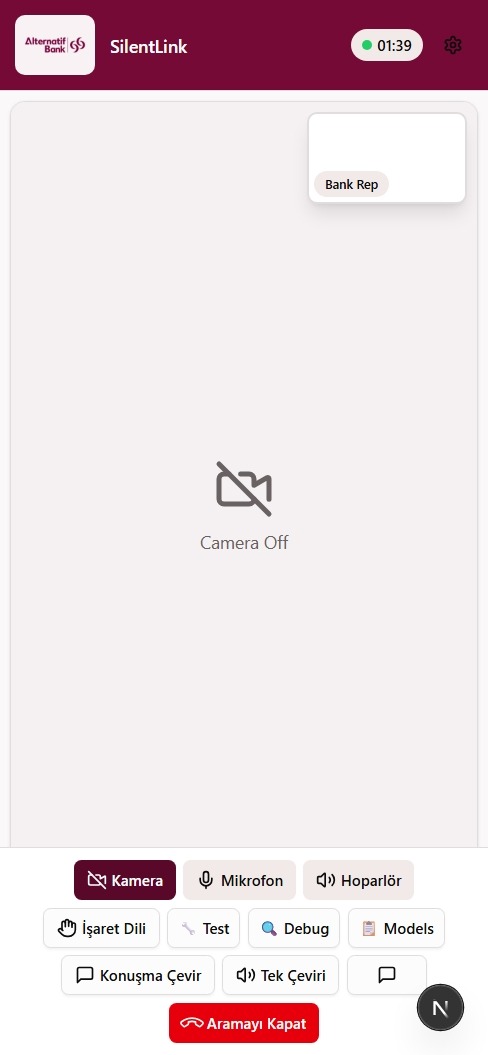 Alternatif
Bank
SilentLink
01:39
Bank Rep
Camera Off
Kamera
Mikrofon
Hoparlör
İşaret Dili
Test
Debug
Models
Konuşma Çevir
Tek Çeviri
N
Aramayı Kapat